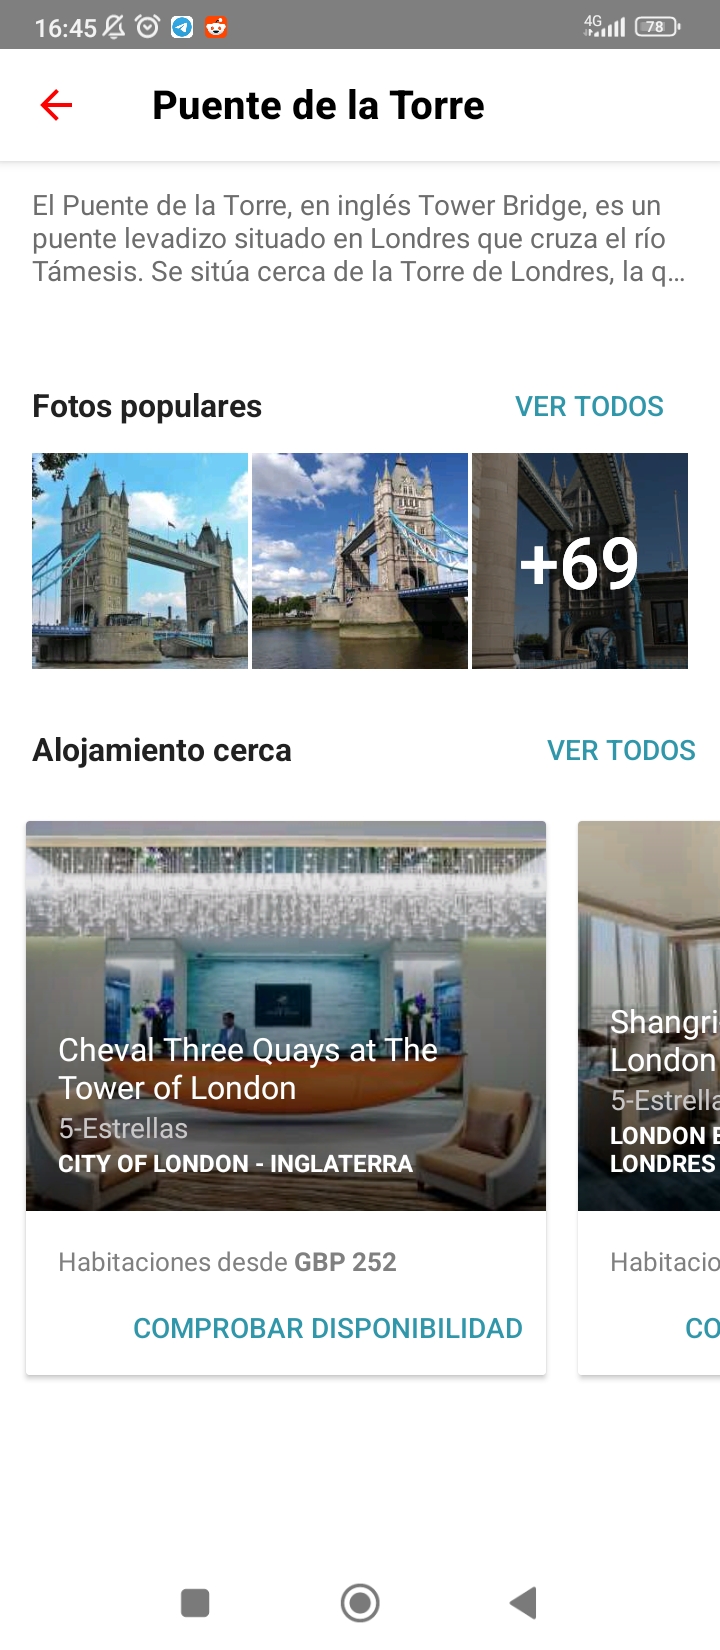 16:45
4G
78
Puente de la Torre
El Puente de la Torre, en inglés Tower Bridge, es un
puente levadizo situado en Londres que cruza el río
Támesis. Se sitúa cerca de la Torre de Londres, la q...
Fotos populares
VER TODOS
+69
Alojamiento cerca
VER TODOS
Cheval Three Quays at The
Tower of London
5-Estrellas
CITY OF LONDON - INGLATERRA
Habitaciones desde GBP 252
COMPROBAR DISPONIBILIDAD
Shangri-
London
5-Estrella
LONDON
LONDRES
Habitacio
CO